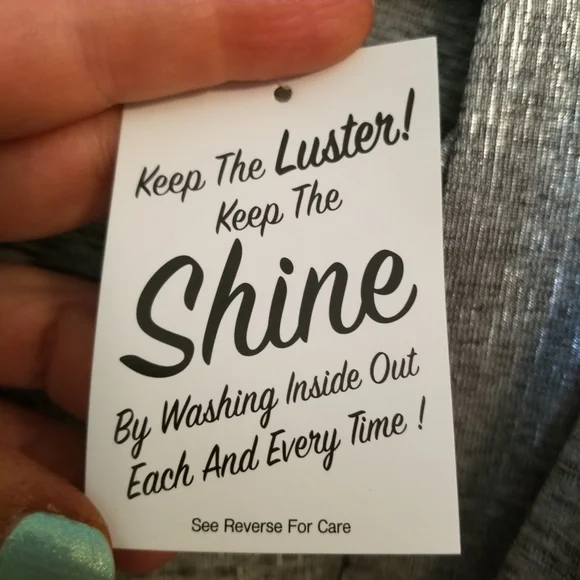 Keep The Luster!
Keep The
Shine
By Washing Inside Out
Each And Every Time !
See Reverse For Care